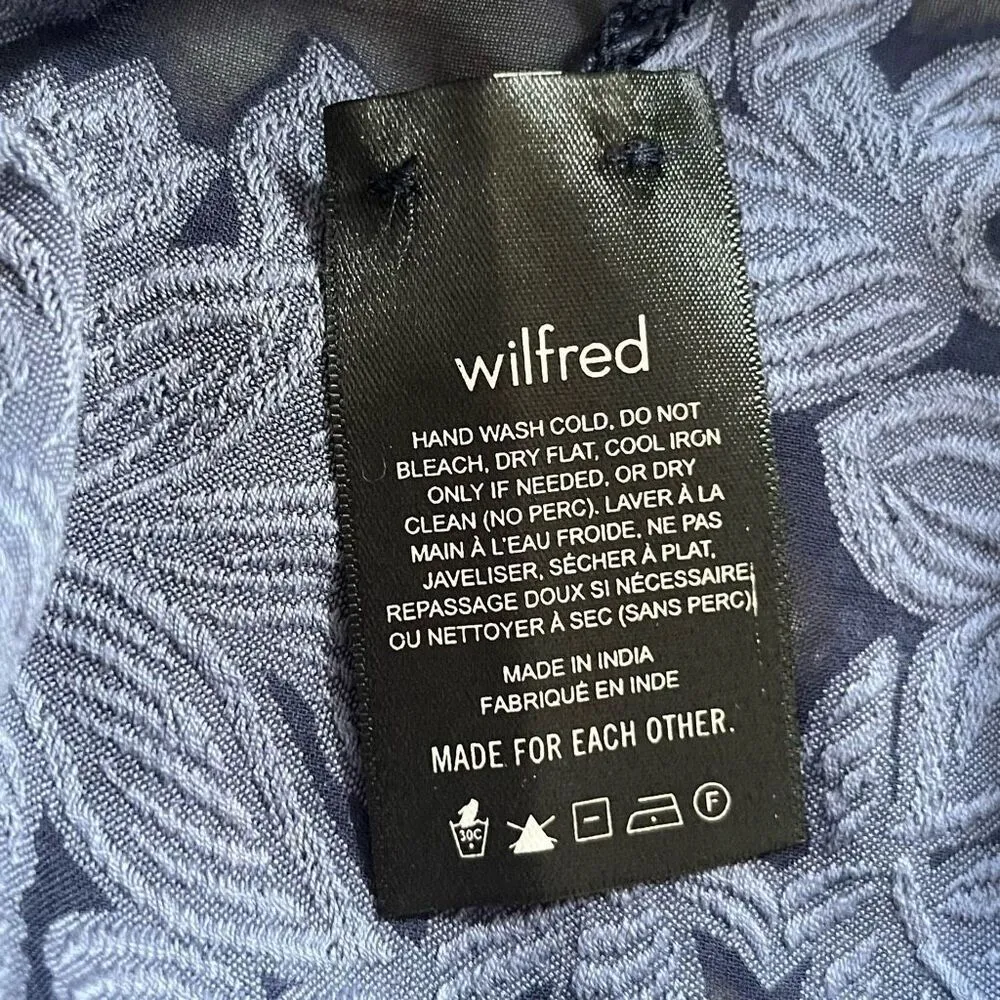 wilfred
HAND WASH COLD, DO NOT
BLEACH, DRY FLAT, COOL IRON
ONLY IF NEEDED, OR DRY
CLEAN (NO PERC). LAVER À LA
MAIN À L'EAU FROIDE, NE PAS
JAVELISER, SÉCHER À PLAT,
REPASSAGE DOUX SI NÉCESSAIRE;
OU NETTOYER À SEC (SANS PERC)
MADE IN INDIA
FABRIQUÉ EN INDE
MADE FOR EACH OTHER.
30C
F